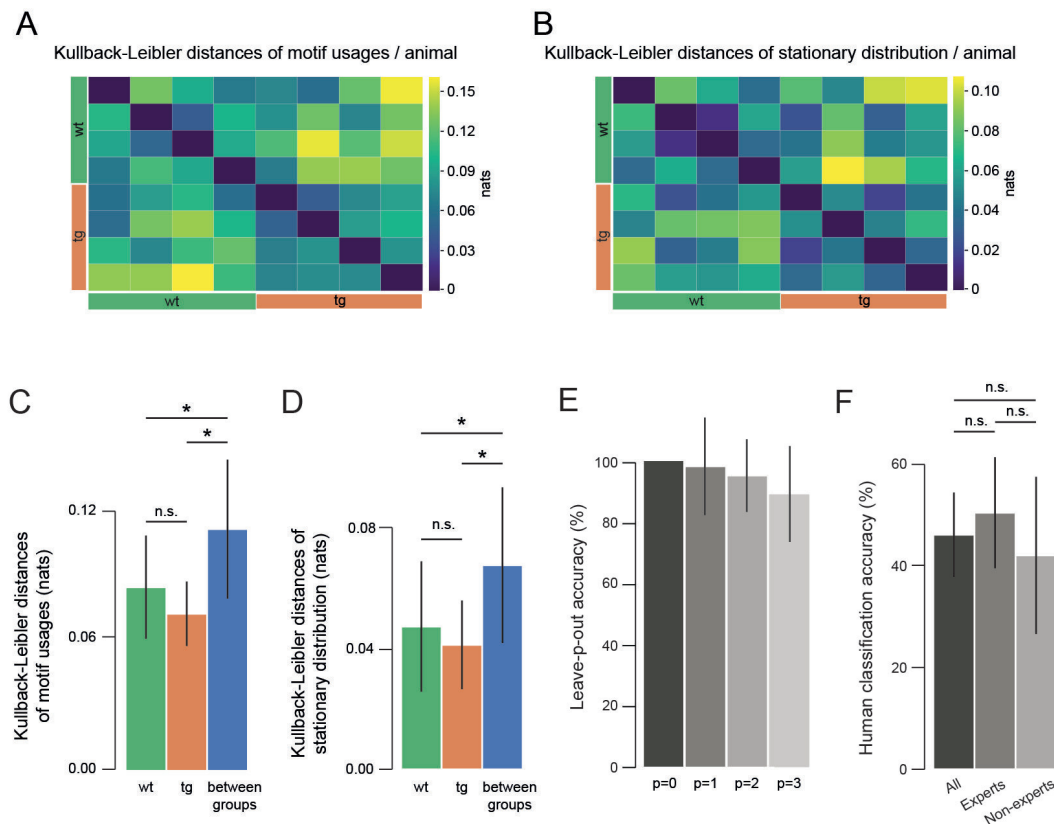 A
Kullback-Leibler distances of motif usages / animal
wt
tg
wt
tg
0.15
0.12
0.09
0.06
0.03
0
nats
B
Kullback-Leibler distances of stationary distribution / animal
wt
tg
wt
tg
0.10
0.08
0.06
0.04
0.02
0
nats
C
Kullback-Leibler distances
of motif usages (nats)
0.12
0.06
0.00
*
*
n.s.
wt
tg
between
groups
D
Kullback-Leibler distances of
stationary distribution (nats)
0.08
0.04
0.00
*
*
n.s.
wt
tg
between
groups
E
Leave-p-out accuracy (%)
100
80
60
40
20
0
p=0
p=1
p=2
p=3
F
Human classification accuracy (%)
60
40
20
0
n.s.
n.s.
n.s.
All
Experts
Non-experts